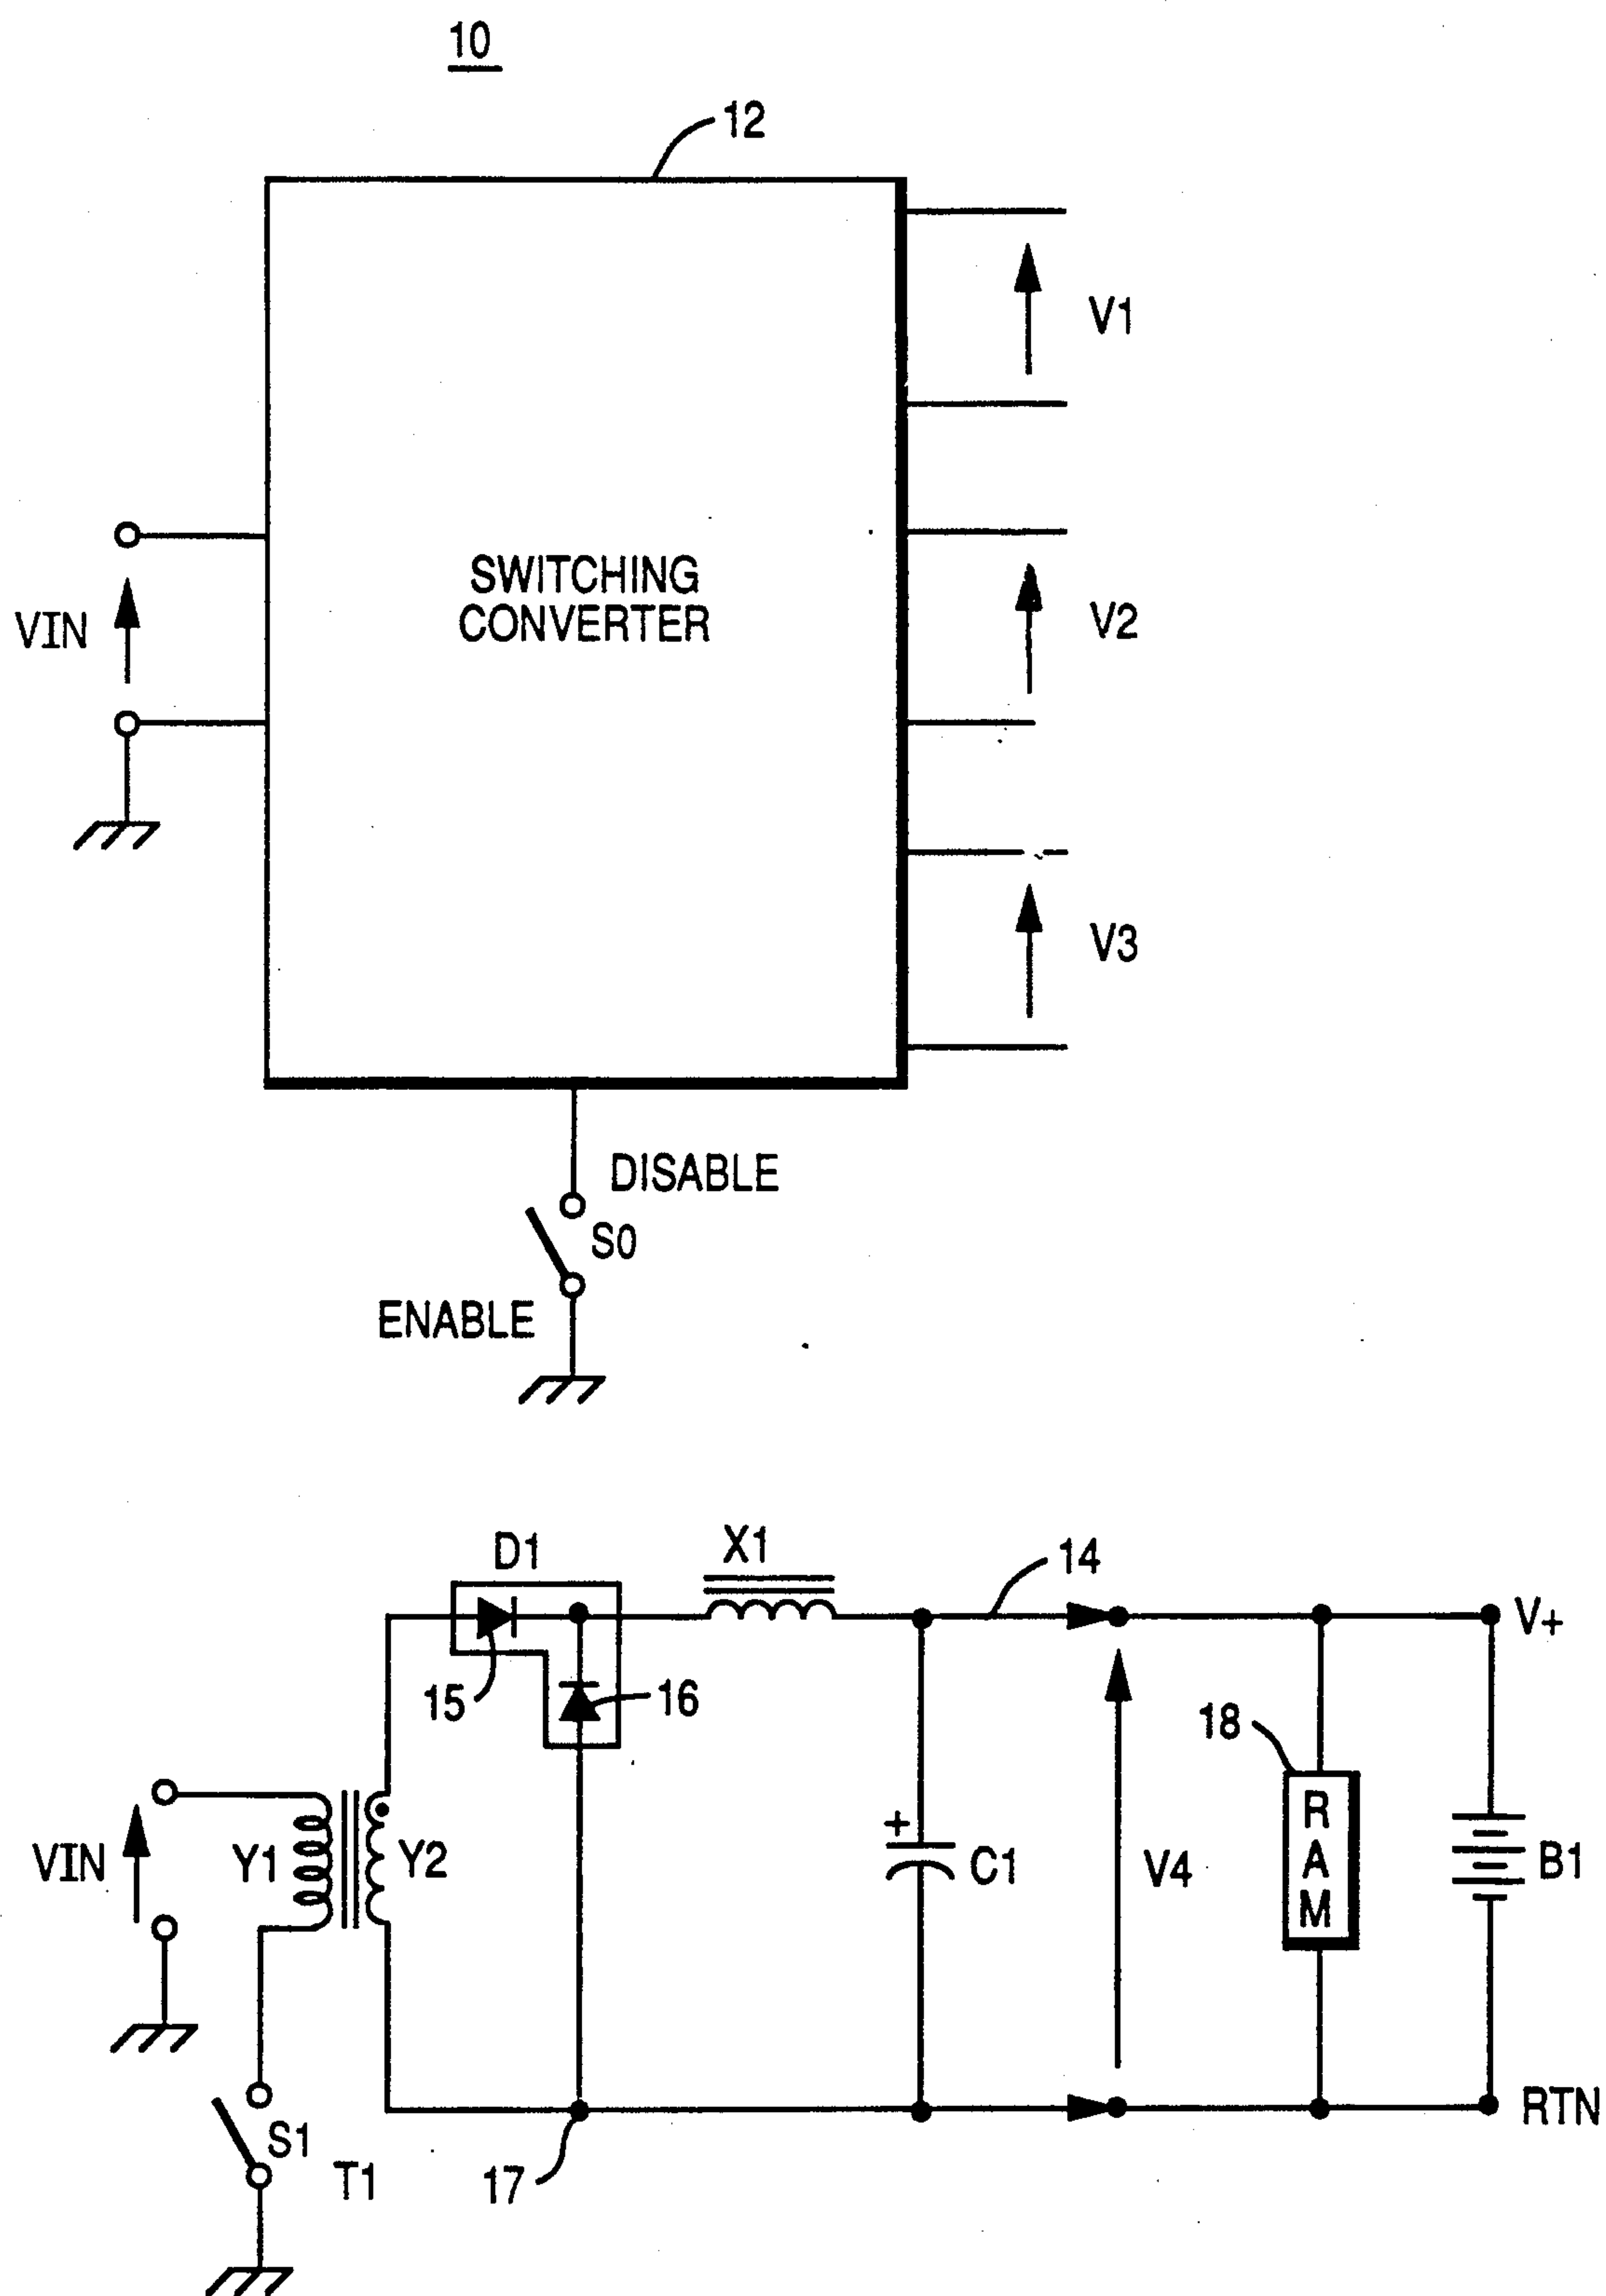 10
12
V1
SWITCHING
CONVERTER
VIN
V2
V3
DISABLE
S0
ENABLE
D1
X1
14
V+
15
16
18
VIN
Y1
Y2
+
C1
V4
R
A
M
B1
S1
T1
17
RTN